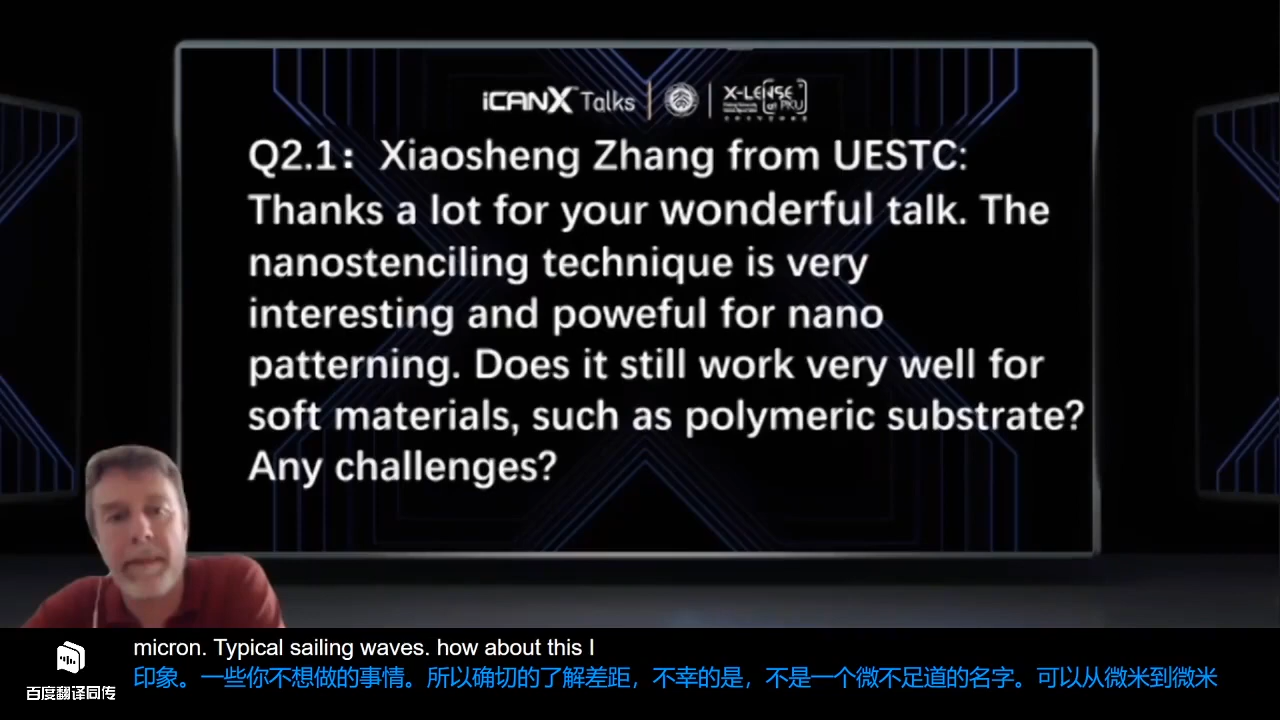 iCANX Talks
X-LENSE
at PKU
Q2.1： Xiaosheng Zhang from UESTC:
Thanks a lot for your wonderful talk. The
nanostenciling technique is very
interesting and poweful for nano
patterning. Does it still work very well for
soft materials, such as polymeric substrate?
Any challenges?
micron. Typical sailing waves. how about this I
印象。一些你不想做的事情。所以确切的了解差距，不幸的是，不是一个微不足道的名字。可以从微米到微米
百度翻译同传